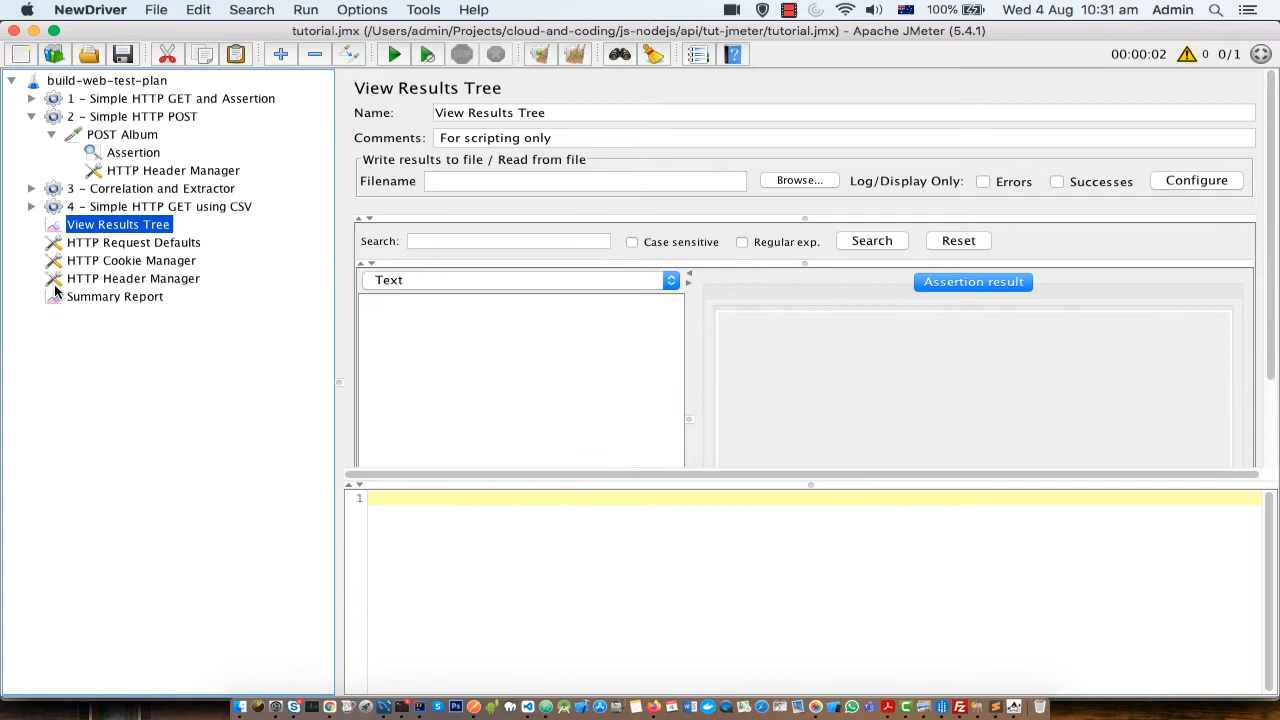 NewDriver File Edit Search Run Options Tools Help 100% Wed 4 Aug 10:31 am Admin
tutorial.jmx (/Users/admin/Projects/cloud-and-coding/js-nodejs/api/tut-jmeter/tutorial.jmx) - Apache JMeter (5.4.1)
00:00:02 0 0/1
build-web-test-plan
1 - Simple HTTP GET and Assertion
2 - Simple HTTP POST
POST Album
Assertion
HTTP Header Manager
3 - Correlation and Extractor
4 - Simple HTTP GET using CSV
View Results Tree
HTTP Request Defaults
HTTP Cookie Manager
HTTP Header Manager
Summary Report
View Results Tree
Name: View Results Tree
Comments: For scripting only
Write results to file / Read from file
Filename Browse... Log/Display Only: Errors Successes Configure
Search: Case sensitive Regular exp. Search Reset
Text
Assertion result
1